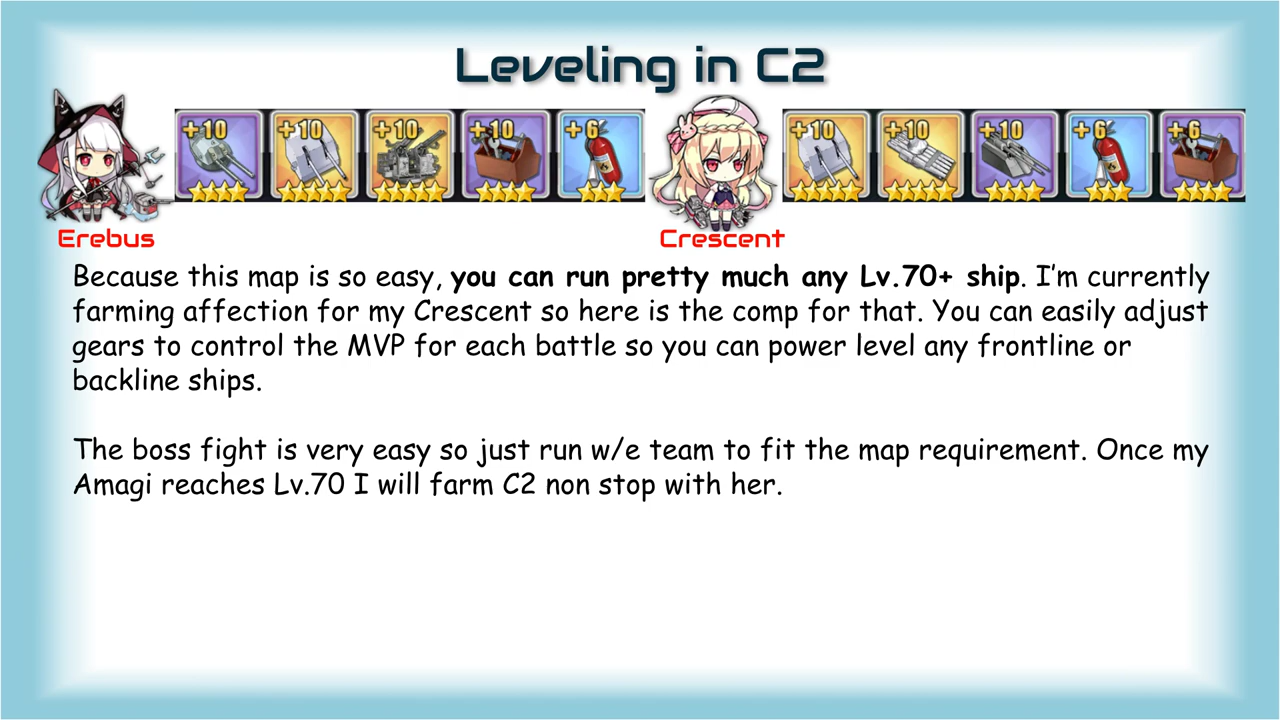 Leveling in C2
+10 +10 +10 +10 +6 +10 +10 +10 +6 +6
Erebus Crescent
Because this map is so easy, you can run pretty much any Lv.70+ ship. I'm currently
farming affection for my Crescent so here is the comp for that. You can easily adjust
gears to control the MVP for each battle so you can power level any frontline or
backline ships.
The boss fight is very easy so just run w/e team to fit the map requirement. Once my
Amagi reaches Lv.70 I will farm C2 non stop with her.